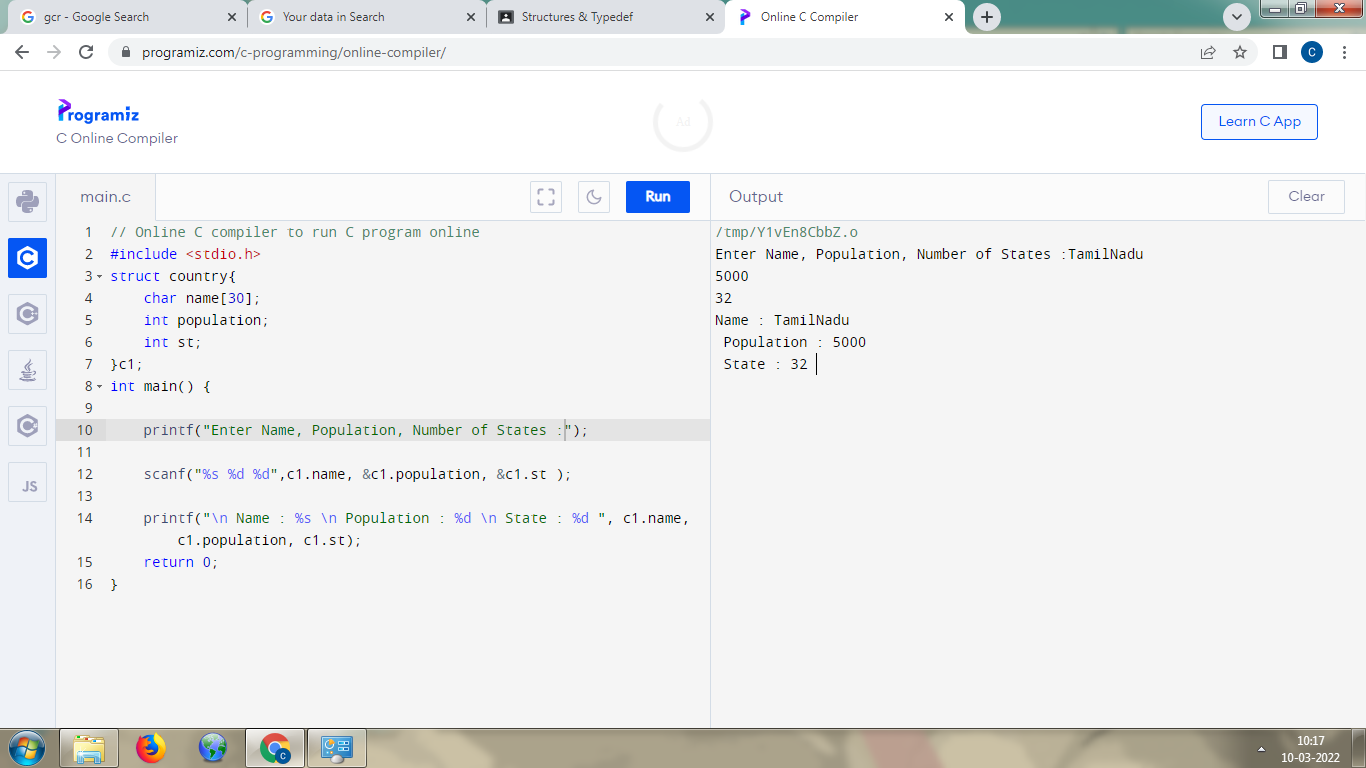 gcr - Google Search
Your data in Search
Structures & Typedef
Online C Compiler
programiz.com/c-programming/online-compiler/
C
Programiz
C Online Compiler
Ad
Learn C App
main.c
Run
Output
Clear
JS
1 // Online C compiler to run C program online
2 #include <stdio.h>
3 struct country{
4 char name[30];
5 int population;
6 int st;
7 }c1;
8 int main() {
9
10 printf("Enter Name, Population, Number of States :");
11
12 scanf("%s %d %d",c1.name, &c1.population, &c1.st );
13
14 printf("\n Name : %s \n Population : %d \n State : %d ", c1.name,
c1.population, c1.st);
15 return 0;
16 }
/tmp/Y1vEn8CbbZ.o
Enter Name, Population, Number of States :TamilNadu
5000
32
Name : TamilNadu
Population : 5000
State : 32
C
10:17
10-03-2022